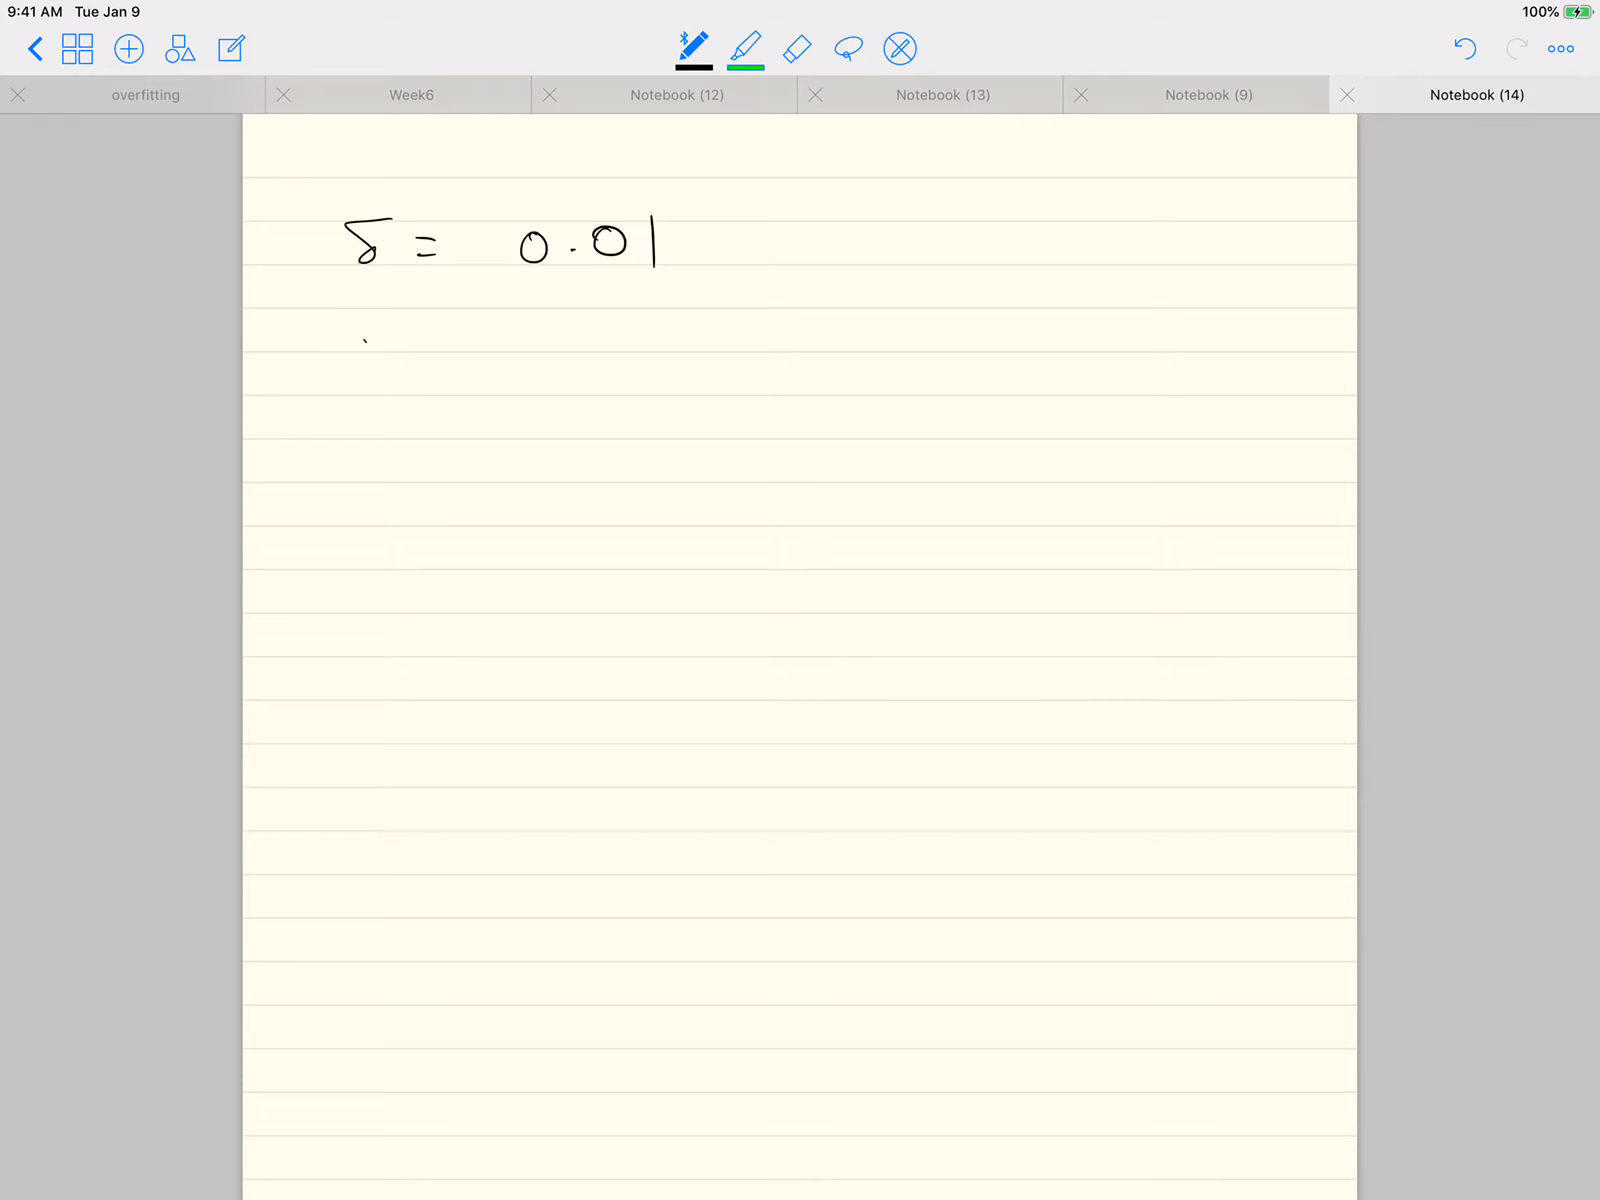 9:41 AM Tue Jan 9 100%
overfitting Week6 Notebook (12) Notebook (13) Notebook (9) Notebook (14)
δ = 0.01